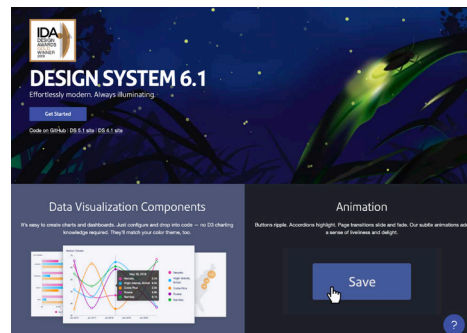 IDA
DESIGN
AWARDS
WINNER
DESIGN SYSTEM 6.1
Effortlessly modern. Always illuminating.
Get Started
Code on GitHub | DS 5.1 site | DS 4.1 site
Data Visualization Components
It's easy to create charts and dashboards. Just configure and drop into code — no D3 charting
knowledge required. They'll match your color theme, too.
Animation
Buttons ripple. Accordions highlight. Page transitions slide and fade. Our subtle animations add
a sense of liveliness and delight.
Save
?